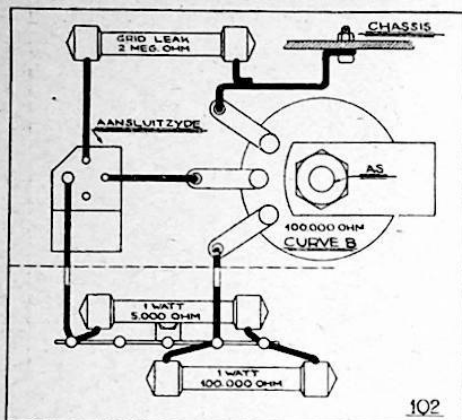 CHASSIS
GRID LEAK
2 MEG. OHM
AANSLUITZYDE
AS
100.000 OHM
CURVE B
1 WATT
5.000 OHM
1 WATT
100.000 OHM
1Q2